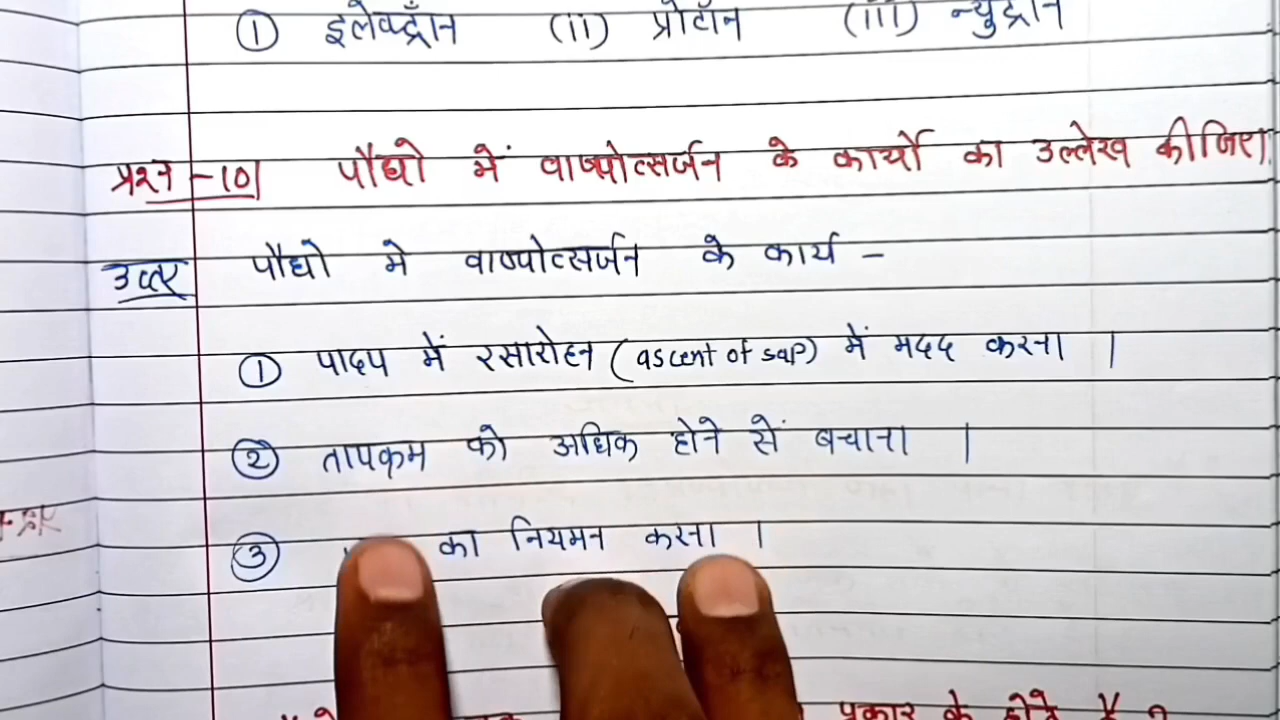 ① इलेक्ट्रॉन (ii) प्रोटॉन (iii) न्युट्रॉन
प्रश्न -10। पौधो में वाष्पोत्सर्जन के कार्यो का उल्लेख कीजिए।
उत्तर पौधो मे वाष्पोत्सर्जन के कार्य -
① पादप में रसारोहन (ascent of sap) में मदद करना ।
② तापक्रम को अधिक होने सें बचाना ।
③ का नियमन करना ।
प्रकार के होते है ?